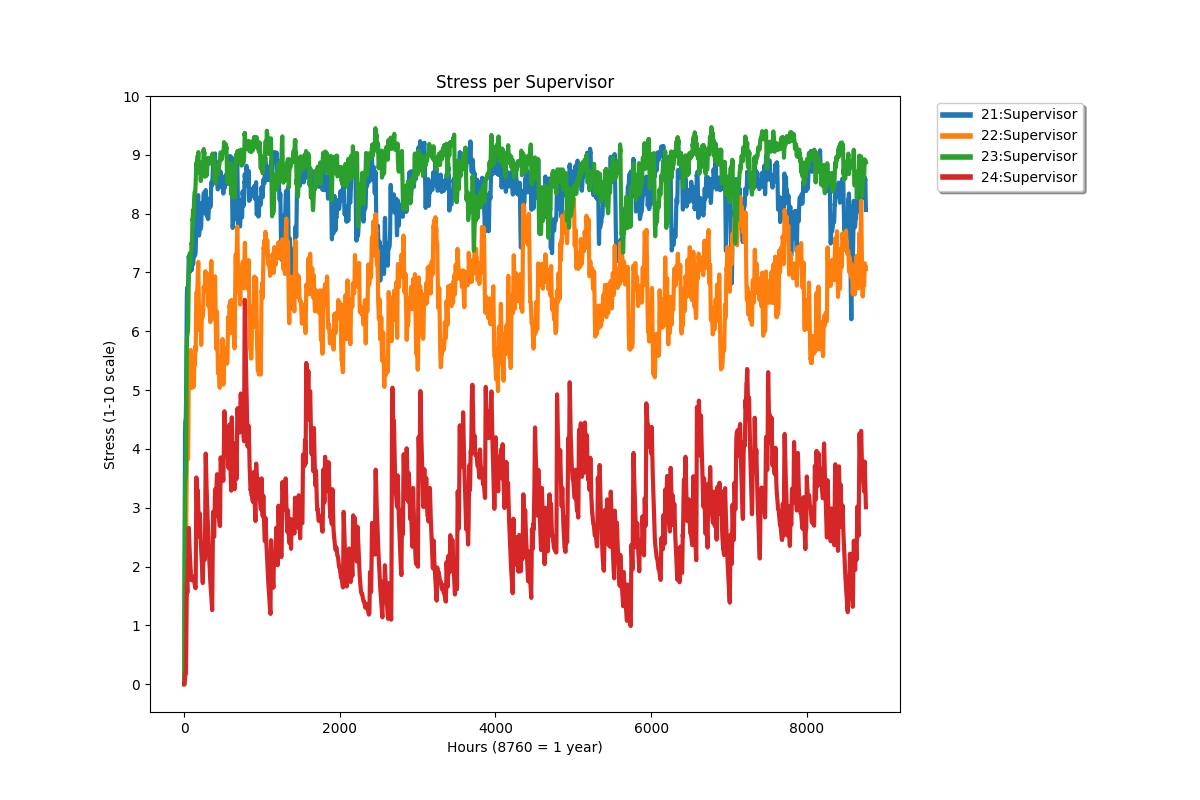 Stress per Supervisor
10
9
8
7
6
5
4
3
2
1
0
Stress (1-10 scale)
0 2000 4000 6000 8000
Hours (8760 = 1 year)
21:Supervisor
22:Supervisor
23:Supervisor
24:Supervisor